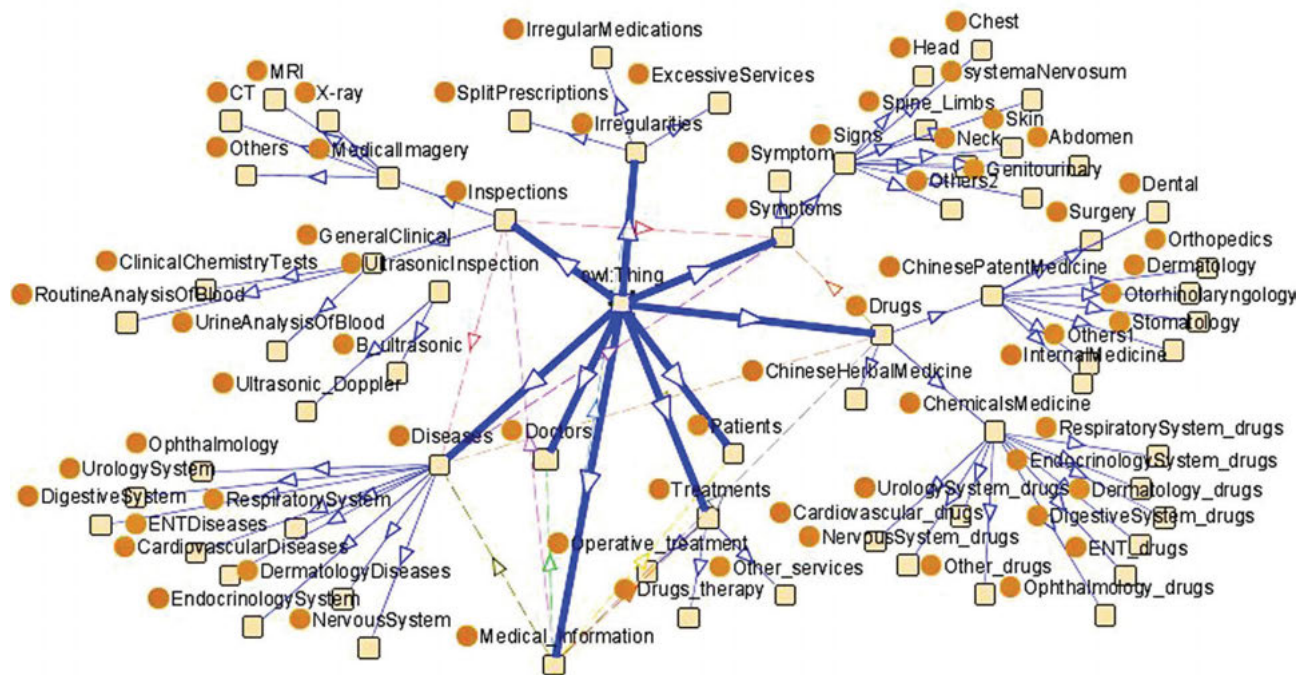 Chest
IrregularMedications
Head
MRI
ExcessiveServices
systemaNervosum
CT
X-ray
SplitPrescriptions
Spine_Limbs
Skin
Irregularities
Signs
Neck
Abdomen
Others
MedicalImagery
Symptom
Genitourinary
Others2
Dental
Inspections
Symptoms
Surgery
GeneralClinical
Orthopedics
ClinicalChemistryTests
UltrasonicInspection
owl:Thing
ChinesePatentMedicine
Dermatology
RoutineAnalysisOfBlood
Drugs
Otorhinolaryngology
UrineAnalysisOfBlood
Stomatology
B_ultrasonic
Others1
InternalMedicine
Ultrasonic_Doppler
ChineseHerbalMedicine
ChemicalsMedicine
Ophthalmology
Diseases
Doctors
Patients
RespiratorySystem_drugs
UrologySystem
EndocrinologySystem_drugs
DigestiveSystem
RespiratorySystem
Treatments
UrologySystem_drugs
Dermatology_drugs
ENTDiseases
Cardiovascular_drugs
DigestiveSystem_drugs
CardiovascularDiseases
Operative_treatment
NervousSystem_drugs
ENT_drugs
DermatologyDiseases
Other_services
Other_drugs
EndocrinologySystem
Drugs_therapy
Ophthalmology_drugs
NervousSystem
Medical_information